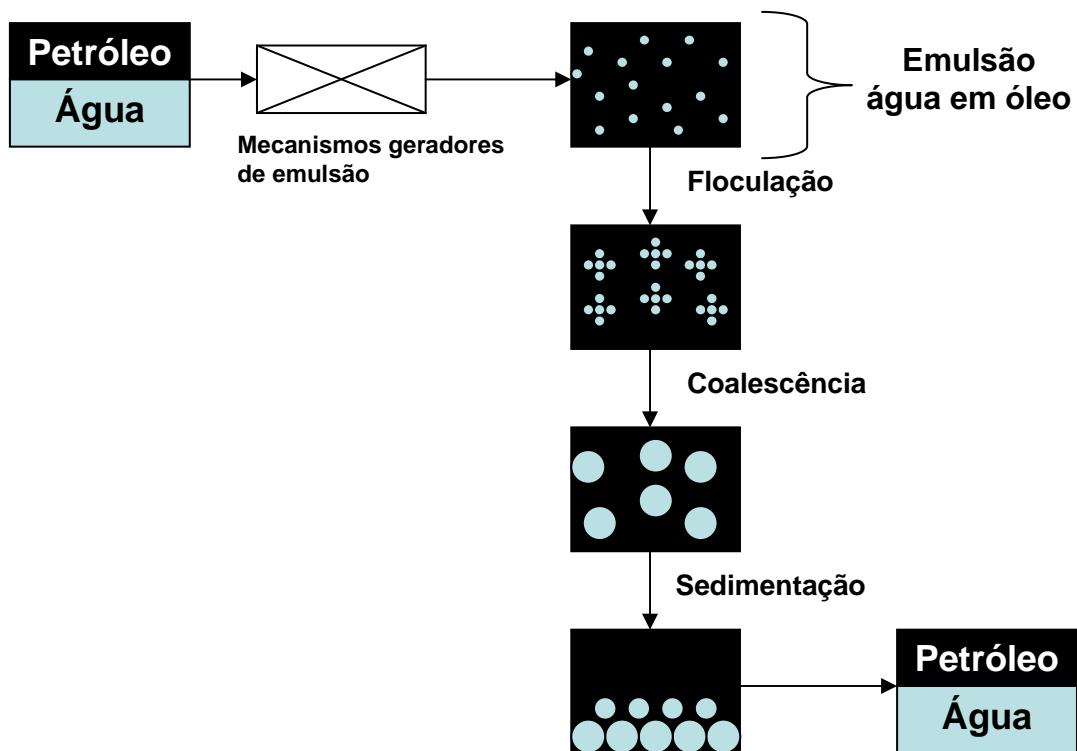 Petróleo
Água
Mecanismos geradores
de emulsão
Emulsão
água em óleo
Floculação
Coalescência
Sedimentação
Petróleo
Água